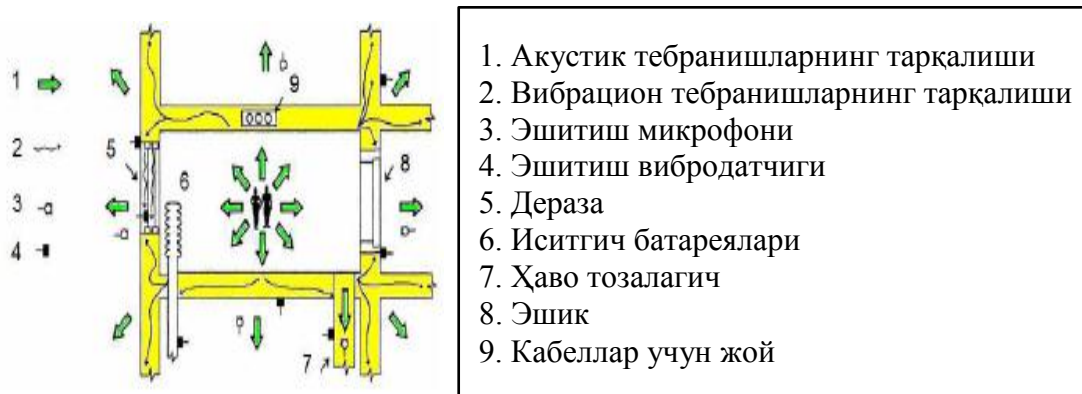 1
2
3
4
5
6
7
8
9
1. Акустик тебранишларнинг тарқалиши
2. Вибрацион тебранишларнинг тарқалиши
3. Эшитиш микрофони
4. Эшитиш вибродатчиги
5. Дераза
6. Иситгич батареялари
7. Ҳаво тозалагич
8. Эшик
9. Кабеллар учун жой